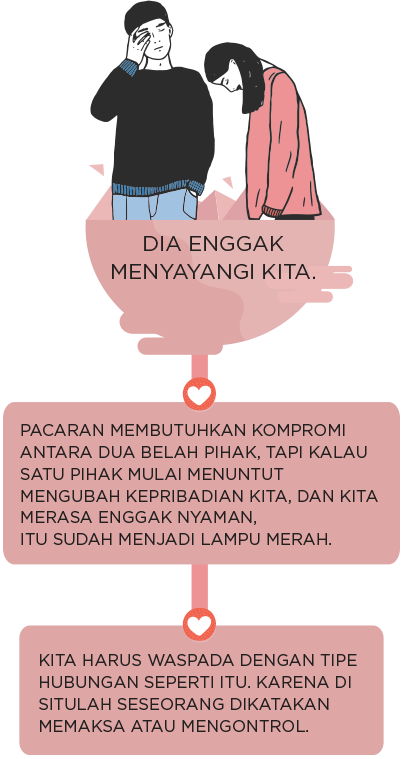 DIA ENGGAK
MENYAYANGI KITA.
PACARAN MEMBUTUHKAN KOMPROMI
ANTARA DUA BELAH PIHAK, TAPI KALAU
SATU PIHAK MULAI MENUNTUT
MENGUBAH KEPRIBADIAN KITA, DAN KITA
MERASA ENGGAK NYAMAN,
ITU SUDAH MENJADI LAMPU MERAH.
KITA HARUS WASPADA DENGAN TIPE
HUBUNGAN SEPERTI ITU. KARENA DI
SITULAH SESEORANG DIKATAKAN
MEMAKSA ATAU MENGONTROL.